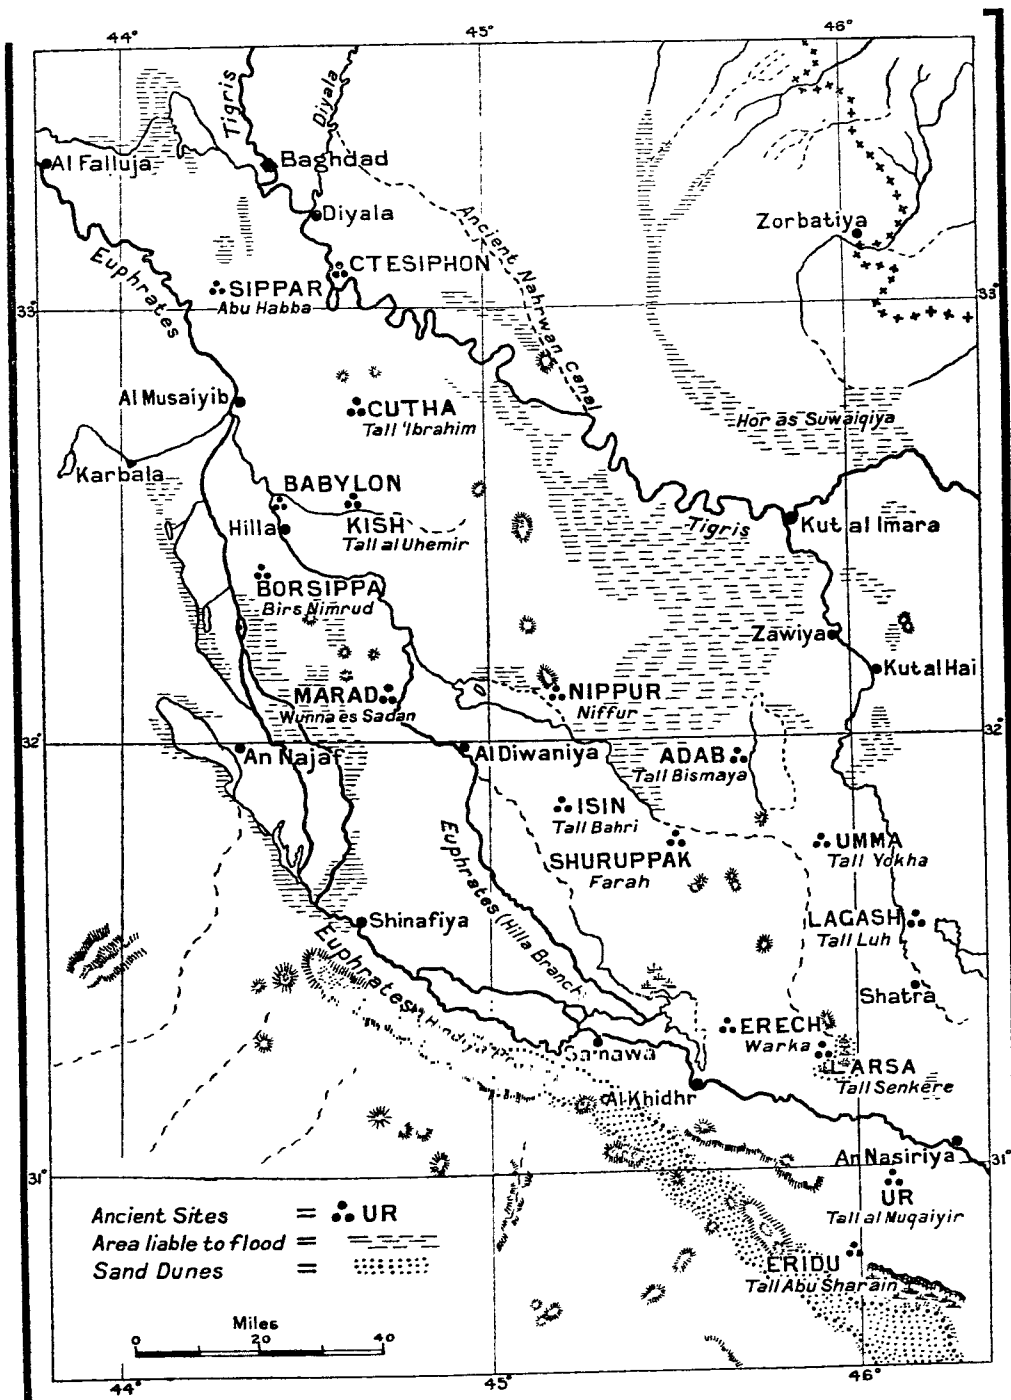 44°
45°
46°
Tigris
Diyala
Al Falluja
Baghdad
Diyala
Ancient Nahrwan Canal
Zorbatiya
Euphrates
CTESIPHON
SIPPAR
Abu Habba
33°
33°
Al Musaiyib
CUTHA
Tall 'Ibrahim
Hor as Suwaiqiya
Karbala
BABYLON
Hilla
KISH
Tall al Uhemir
Tigris
Kut al Imara
BORSIPPA
Birs Nimrud
Zawiya
Kut al Hai
MARAD
Wunna es Sadan
NIPPUR
Niffur
32°
32°
An Najaf
Al Diwaniya
ADAB
Tall Bismaya
ISIN
Tall Bahri
SHURUPPAK
Farah
UMMA
Tall Yokha
Euphrates (Hilla Branch)
LAGASH
Tall Luh
Shinafiya
Shatra
Euphrates
Hindiya
ERECH
Warka
Samawa
LARSA
Tall Senkere
Al Khidhr
An Nasiriya
31°
31°
UR
Tall al Muqaiyir
ERIDU
Tall Abu Sharain
Ancient Sites = UR
Area liable to flood =
Sand Dunes =
Miles
0 20 40
44°
45°
46°